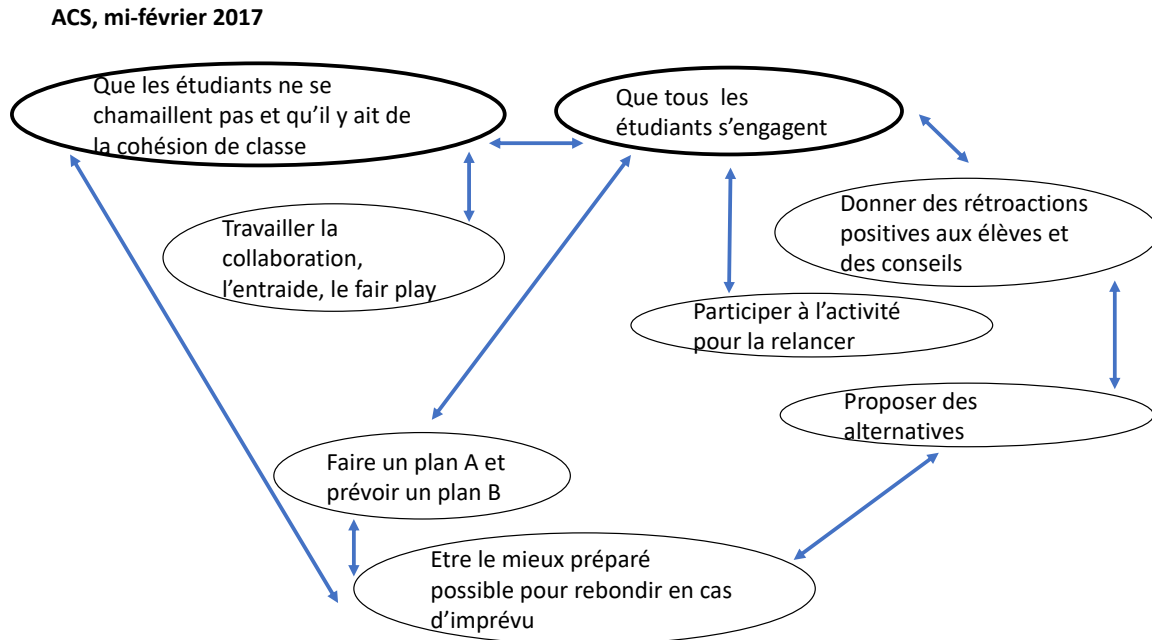 ACS, mi-février 2017
Que les étudiants ne se
chamaillent pas et qu’il y ait de
la cohésion de classe
Que tous  les
étudiants s’engagent
Travailler la
collaboration,
l’entraide, le fair play
Donner des rétroactions
positives aux élèves et
des conseils
Participer à l’activité
pour la relancer
Proposer des
alternatives
Faire un plan A et
prévoir un plan B
Etre le mieux préparé
possible pour rebondir en cas
d’imprévu